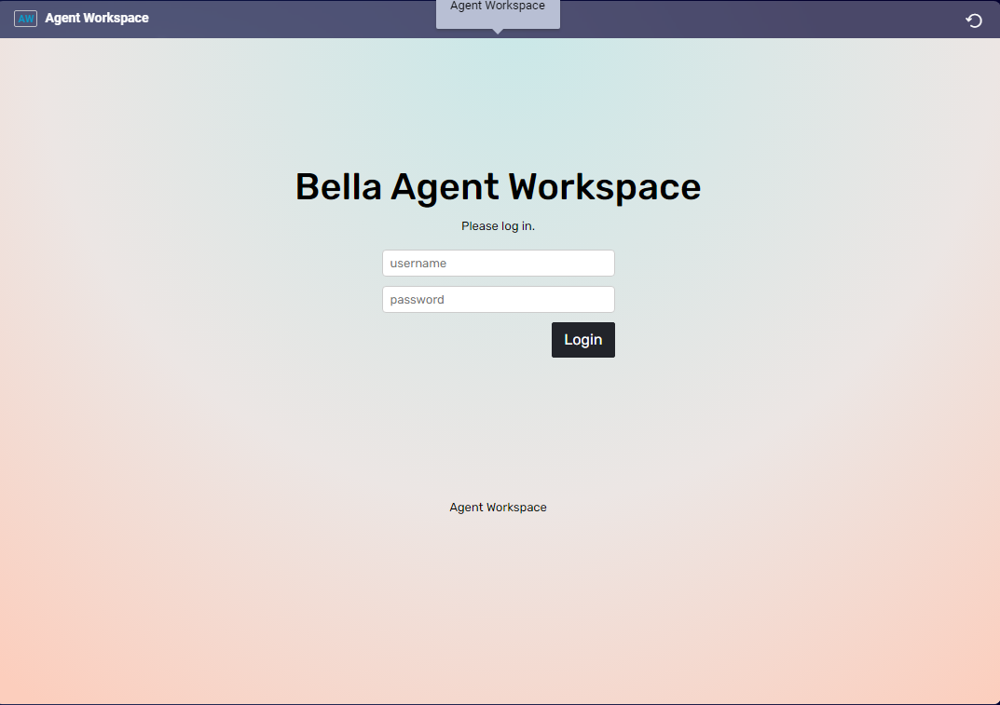 AW Agent Workspace
Agent Workspace
Bella Agent Workspace
Please log in.
username
password
Login
Agent Workspace